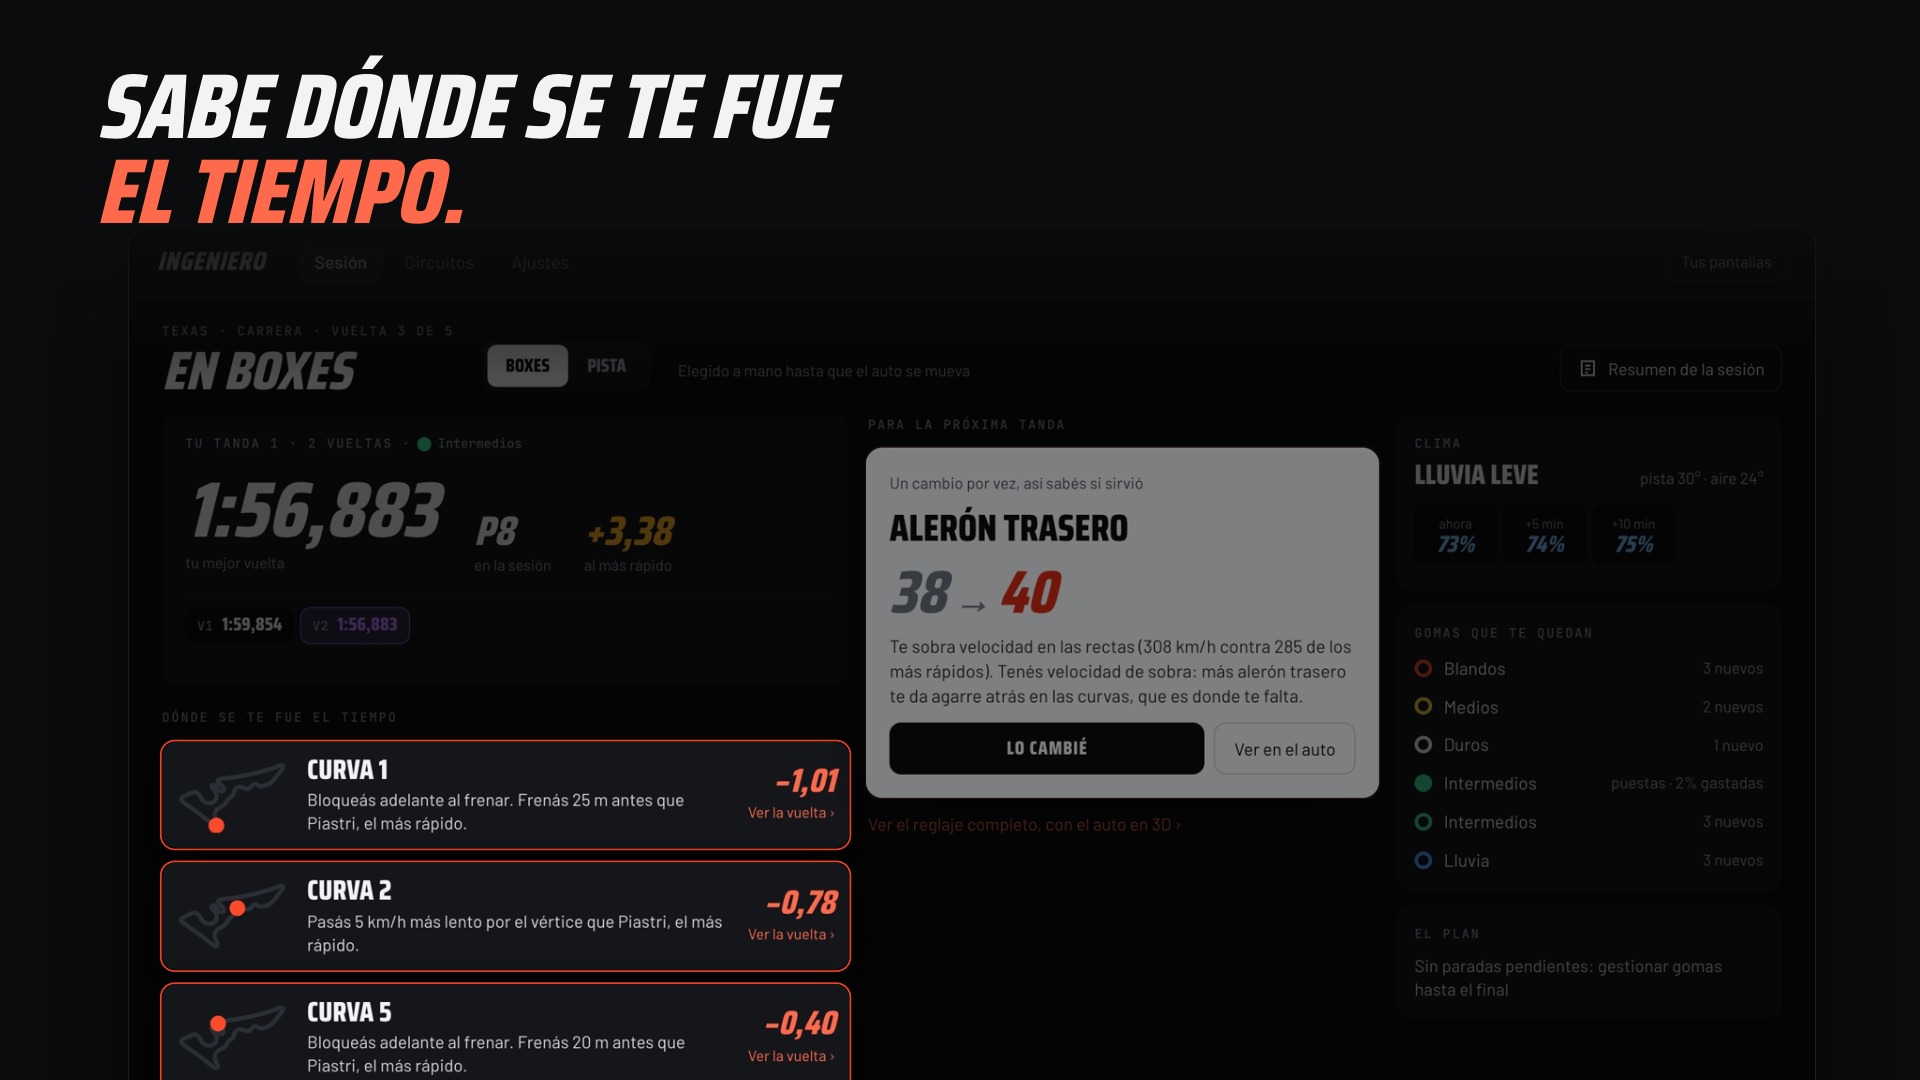 SABE DÓNDE SE TE FUE
EL TIEMPO.
INGENIERO
Sesión
Circuitos
Ajustes
Tus pantallas
TEXAS · CARRERA · VUELTA 3 DE 5
EN BOXES
BOXES
PISTA
Elegido a mano hasta que el auto se mueva
Resumen de la sesión
TU TANDA 1 · 2 VUELTAS · Intermedios
1:56,883
tu mejor vuelta
P8
en la sesión
+3,38
al más rápido
V1 1:59,854
V2 1:56,883
DÓNDE SE TE FUE EL TIEMPO
CURVA 1
Bloqueás adelante al frenar. Frenás 25 m antes que
Piastri, el más rápido.
-1,01
Ver la vuelta ›
CURVA 2
Pasás 5 km/h más lento por el vértice que Piastri, el más
rápido.
-0,78
Ver la vuelta ›
CURVA 5
Bloqueás adelante al frenar. Frenás 20 m antes que
Piastri, el más rápido.
-0,40
Ver la vuelta ›
PARA LA PRÓXIMA TANDA
Un cambio por vez, así sabés si sirvió
ALERÓN TRASERO
38 → 40
Te sobra velocidad en las rectas (308 km/h contra 285 de los
más rápidos). Tenés velocidad de sobra: más alerón trasero
te da agarre atrás en las curvas, que es donde te falta.
LO CAMBIÉ
Ver en el auto
Ver el reglaje completo, con el auto en 3D ›
CLIMA
LLUVIA LEVE
pista 30° · aire 24°
ahora
73%
+5 min
74%
+10 min
75%
GOMAS QUE TE QUEDAN
Blandos 3 nuevos
Medios 2 nuevos
Duros 1 nuevo
Intermedios puestas · 2% gastadas
Intermedios 3 nuevos
Lluvia 3 nuevos
EL PLAN
Sin paradas pendientes: gestionar gomas
hasta el final